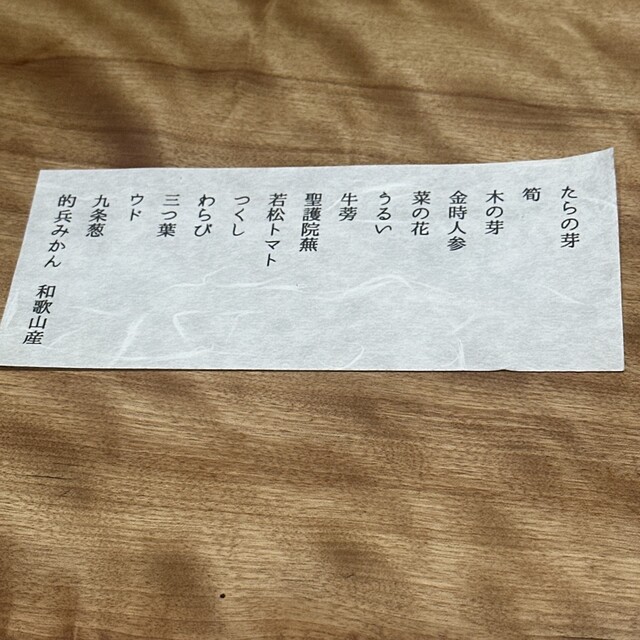 たらの芽
筍
木の芽
金時人参
菜の花
うるい
牛蒡
聖護院蕪
若松トマト
つくし
わらび
三つ葉
ウド
九条葱
的兵みかん　和歌山産